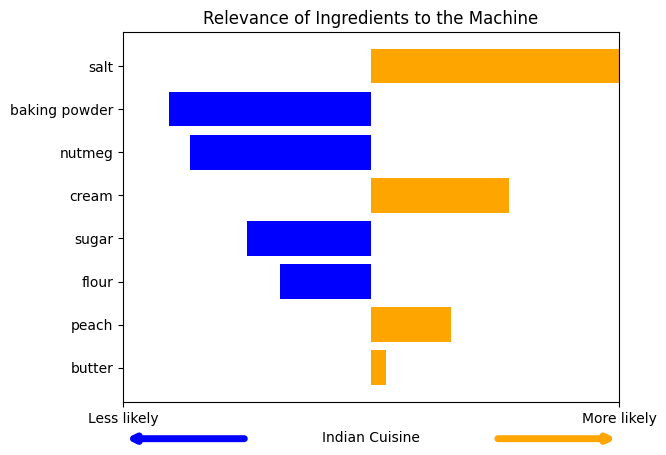 Relevance of Ingredients to the Machine
salt
baking powder
nutmeg
cream
sugar
flour
peach
butter
Less likely More likely
Indian Cuisine